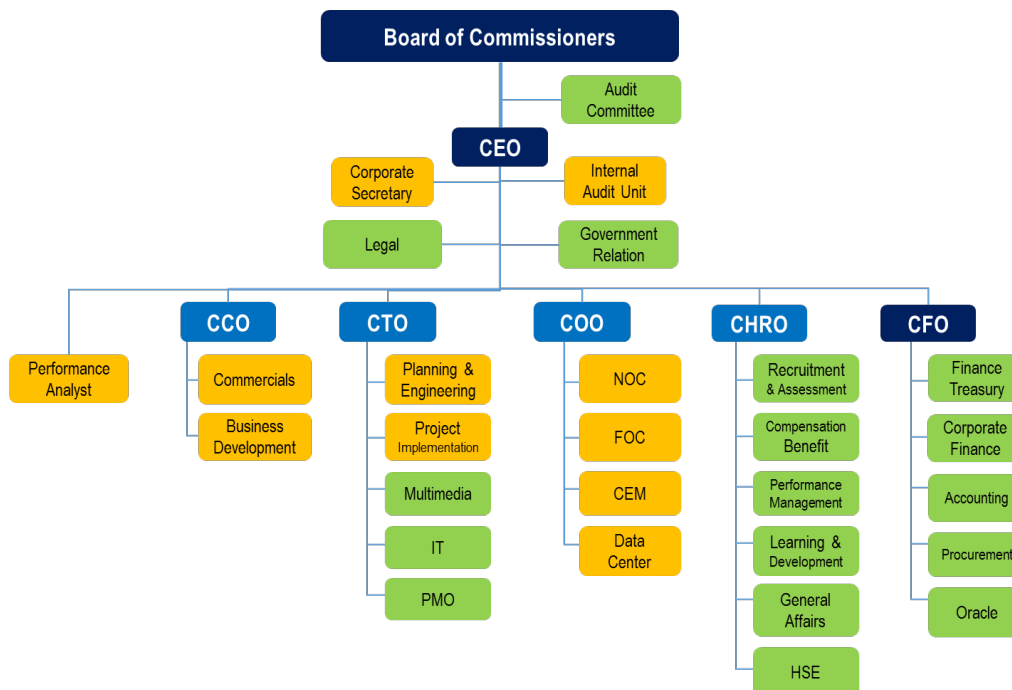 Board of Commissioners
Audit
Committee
CEO
Corporate
Secretary
Internal
Audit Unit
Legal
Government
Relation
CCO
CTO
COO
CHRO
CFO
Performance
Analyst
Commercials
Business
Development
Planning &
Engineering
Project
Implementation
Multimedia
IT
PMO
NOC
FOC
CEM
Data
Center
Recruitment
& Assessment
Compensation
Benefit
Performance
Management
Learning &
Development
General
Affairs
HSE
Finance
Treasury
Corporate
Finance
Accounting
Procurement
Oracle